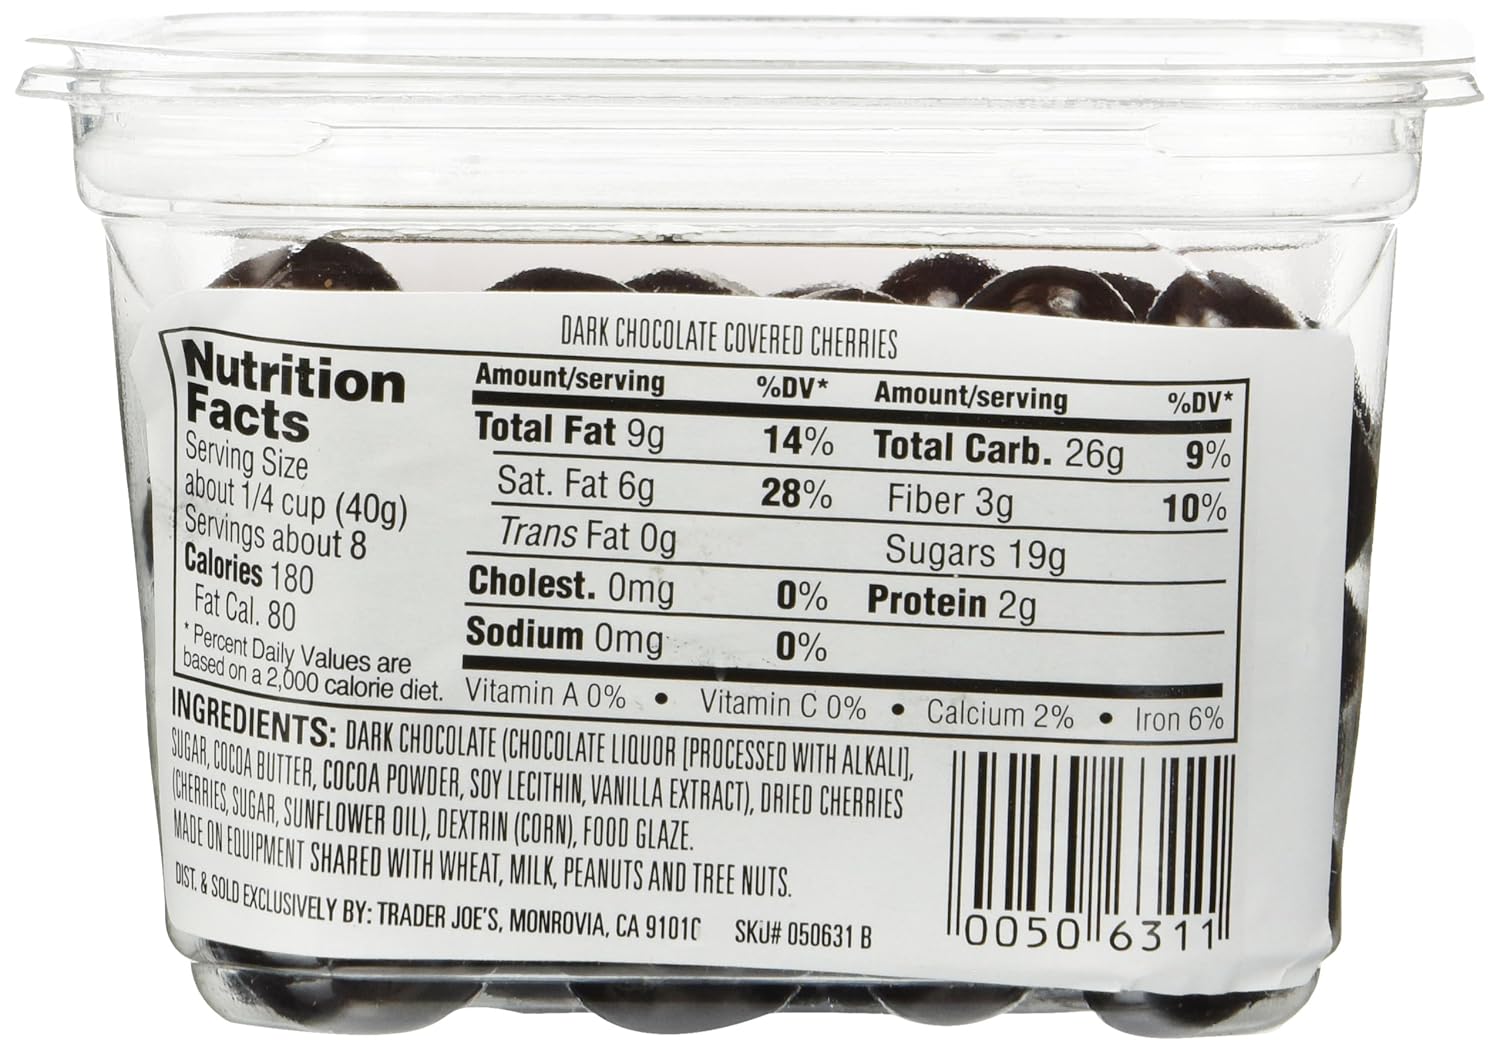 DARK CHOCOLATE COVERED CHERRIES
Nutrition
Facts
Serving Size
about 1/4 cup (40g)
Servings about 8
Calories 180
Fat Cal. 80
* Percent Daily Values are
based on a 2,000 calorie diet.
Amount/serving %DV* Amount/serving %DV*
Total Fat 9g 14% Total Carb. 26g 9%
Sat. Fat 6g 28% Fiber 3g 10%
Trans Fat 0g Sugars 19g
Cholest. 0mg 0% Protein 2g
Sodium 0mg 0%
Vitamin A 0% • Vitamin C 0% • Calcium 2% • Iron 6%
INGREDIENTS: DARK CHOCOLATE (CHOCOLATE LIQUOR [PROCESSED WITH ALKALI],
SUGAR, COCOA BUTTER, COCOA POWDER, SOY LECITHIN, VANILLA EXTRACT), DRIED CHERRIES
(CHERRIES, SUGAR, SUNFLOWER OIL), DEXTRIN (CORN), FOOD GLAZE.
MADE ON EQUIPMENT SHARED WITH WHEAT, MILK, PEANUTS AND TREE NUTS.
DIST. & SOLD EXCLUSIVELY BY: TRADER JOE'S, MONROVIA, CA 91016 SKU# 050631 B
0050 6311